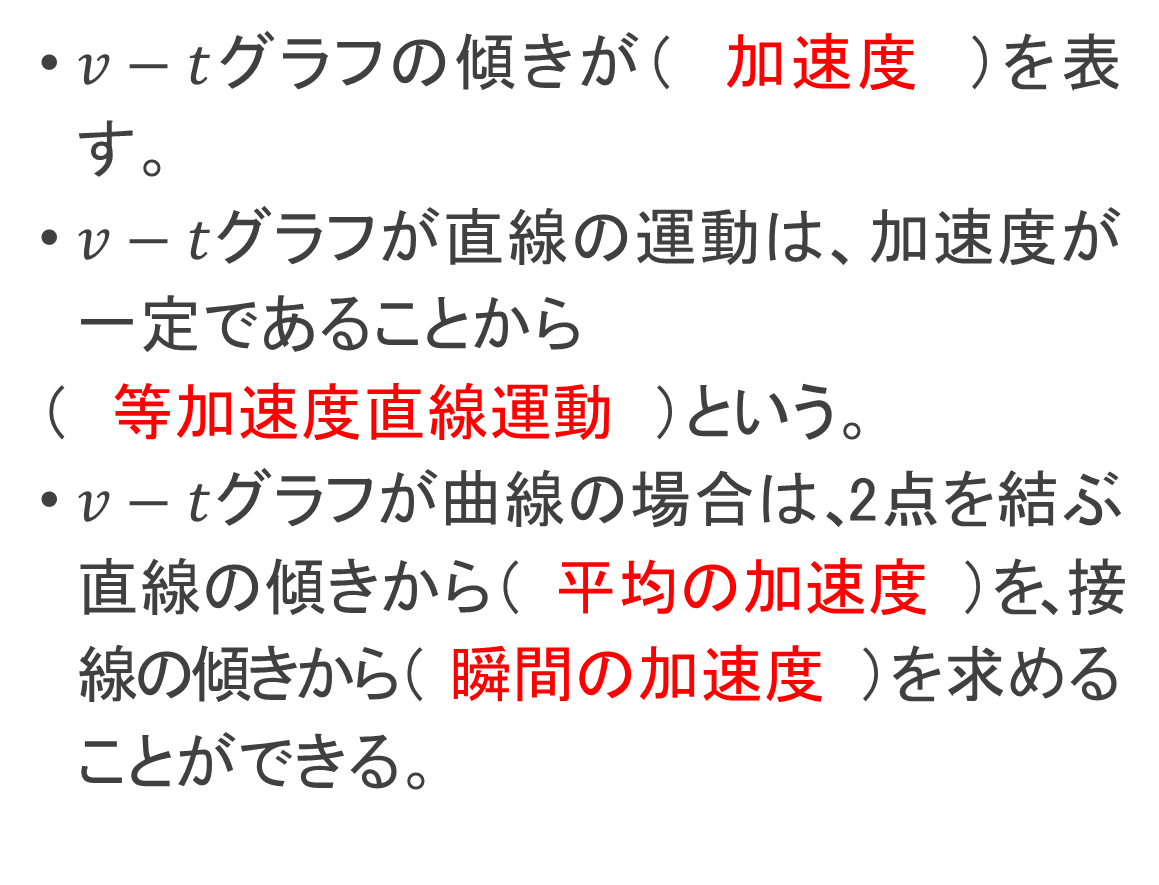 • 𝑣 − 𝑡グラフの傾きが（　加速度　）を表
す。
• 𝑣 − 𝑡グラフが直線の運動は、加速度が
一定であることから
（　等加速度直線運動　）という。
• 𝑣 − 𝑡グラフが曲線の場合は、2点を結ぶ
直線の傾きから（　平均の加速度　）を、接
線の傾きから（　瞬間の加速度　）を求める
ことができる。